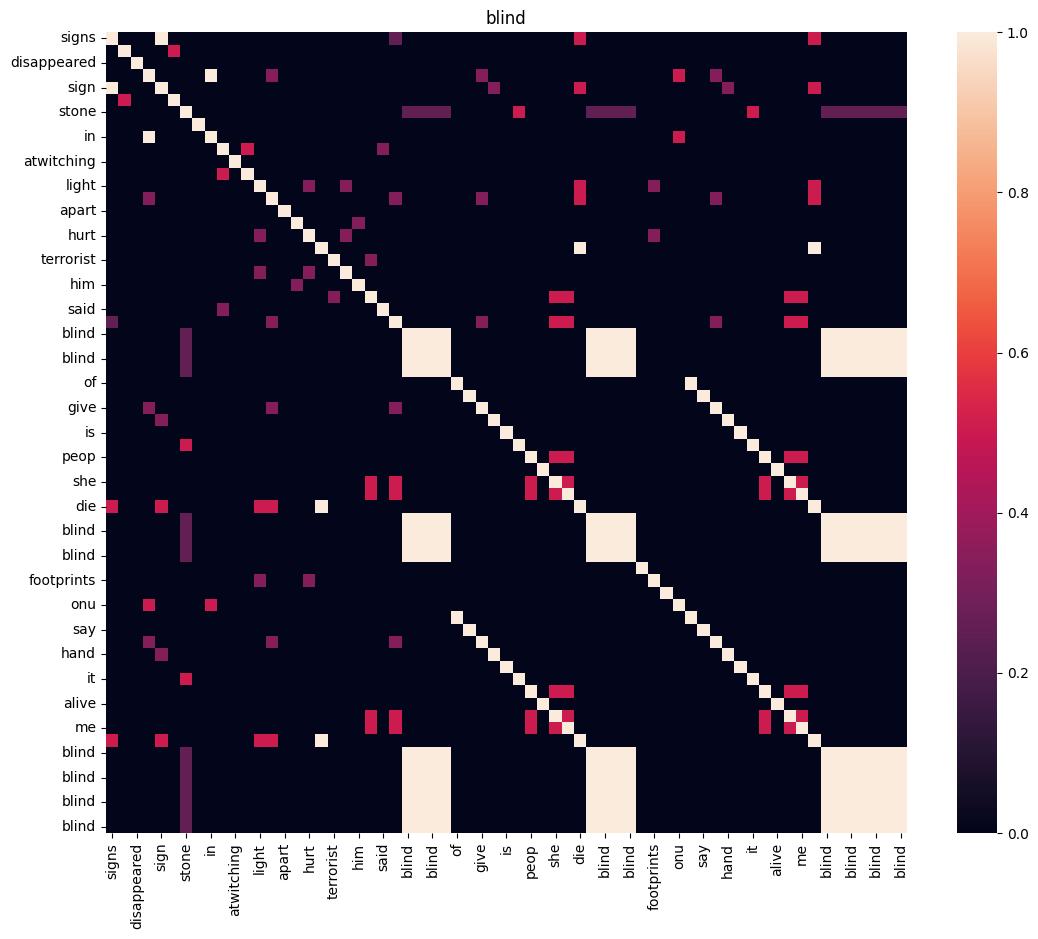 blind
signs
disappeared
sign
stone
in
atwitching
light
apart
hurt
terrorist
him
said
blind
blind
of
give
is
peop
she
die
blind
blind
footprints
onu
say
hand
it
alive
me
blind
blind
blind
blind
signs
disappeared
sign
stone
in
atwitching
light
apart
hurt
terrorist
him
said
blind
blind
of
give
is
peop
she
die
blind
blind
footprints
onu
say
hand
it
alive
me
blind
blind
blind
blind
1.0
0.8
0.6
0.4
0.2
0.0